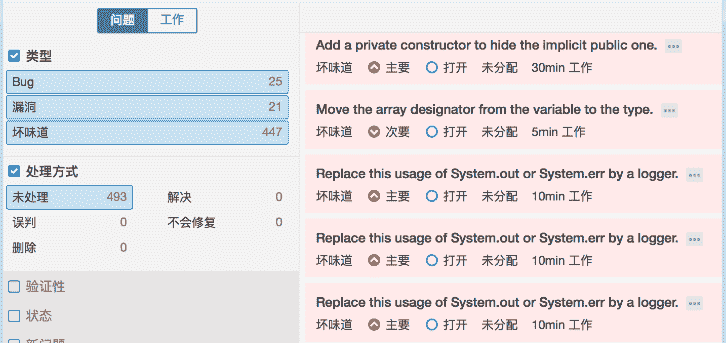 问题 工作
类型
Bug 25
漏洞 21
坏味道 447
处理方式
未处理 493 解决 0
误判 0 不会修复 0
删除 0
验证性
状态
新问题
Add a private constructor to hide the implicit public one.
坏味道 主要 打开 未分配 30min 工作
Move the array designator from the variable to the type.
坏味道 次要 打开 未分配 5min 工作
Replace this usage of System.out or System.err by a logger.
坏味道 主要 打开 未分配 10min 工作
Replace this usage of System.out or System.err by a logger.
坏味道 主要 打开 未分配 10min 工作
Replace this usage of System.out or System.err by a logger.
坏味道 主要 打开 未分配 10min 工作